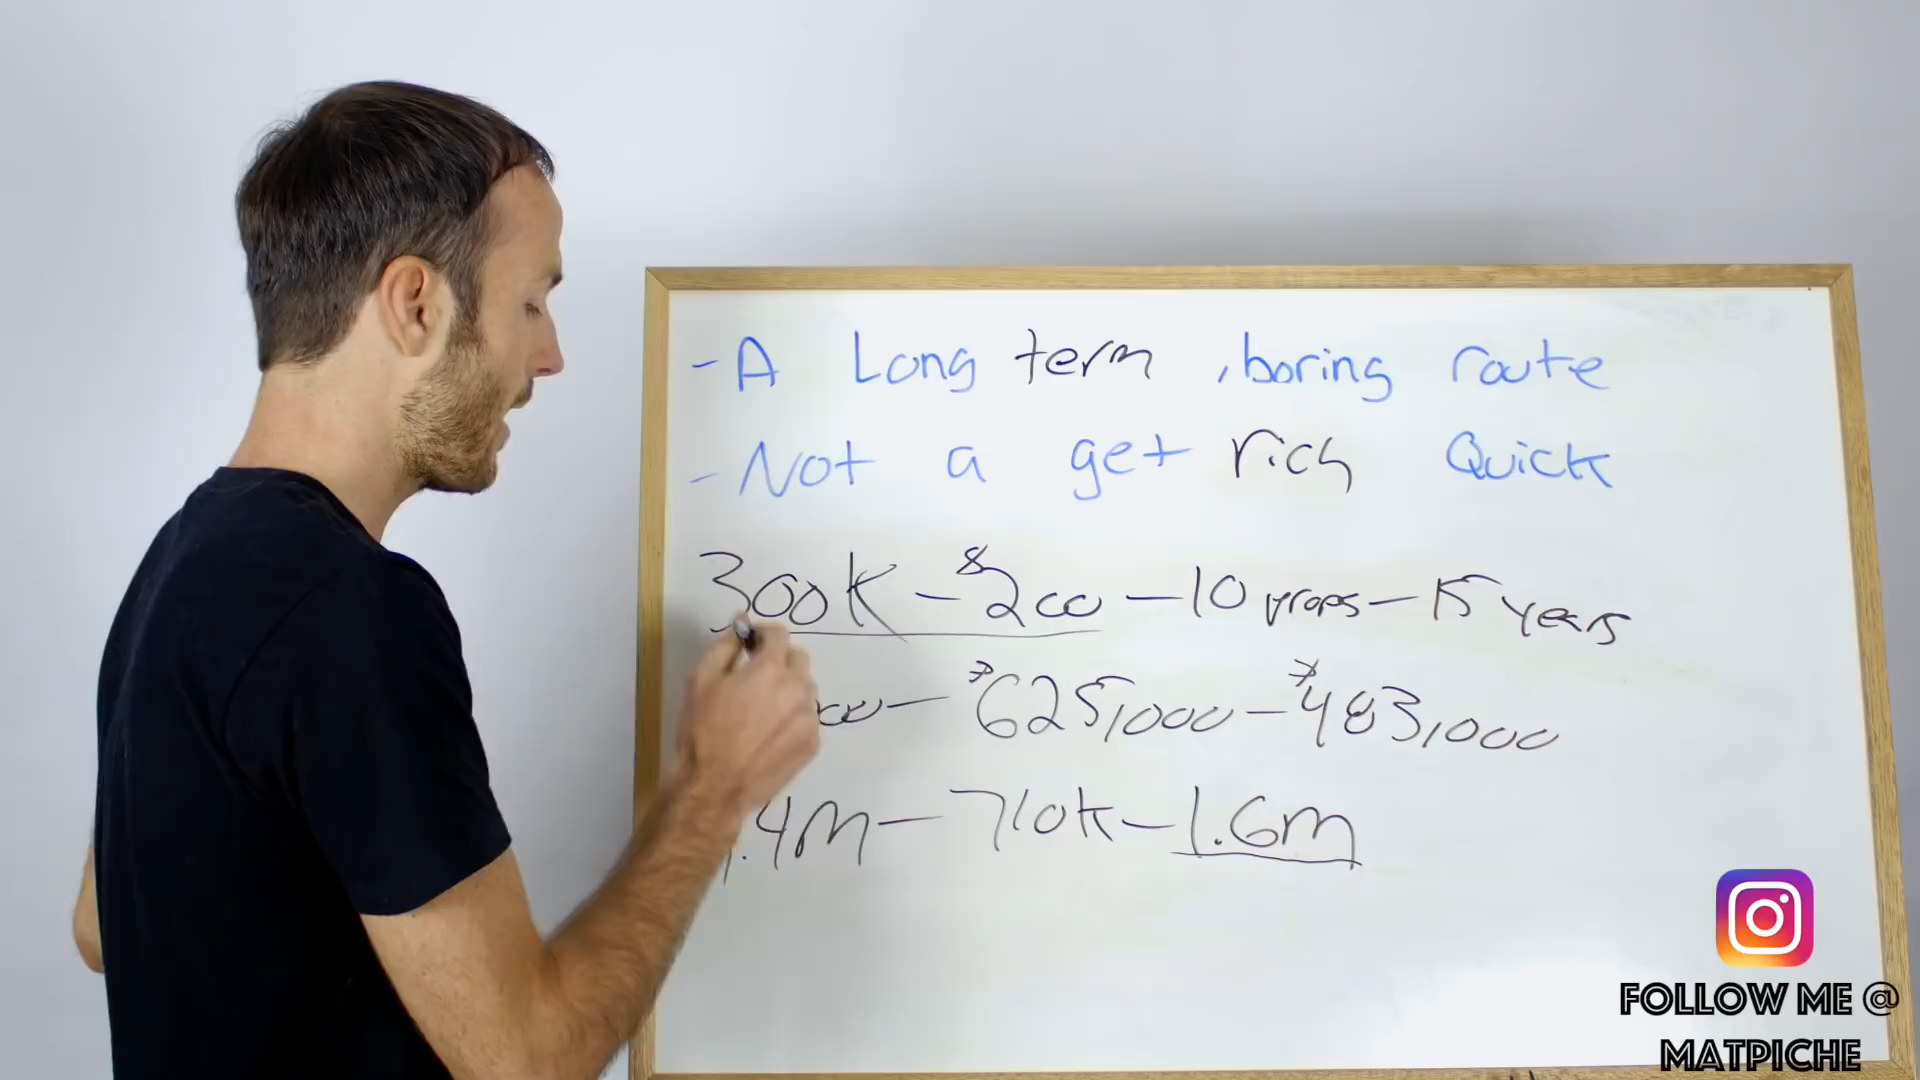 - A Long term, boring route
- Not a get rich Quick
300K - $200 - 10 props - 15 years
- 625,000 - 483,000
.4m - 710k - 1.6m
FOLLOW ME @
MATPICHE